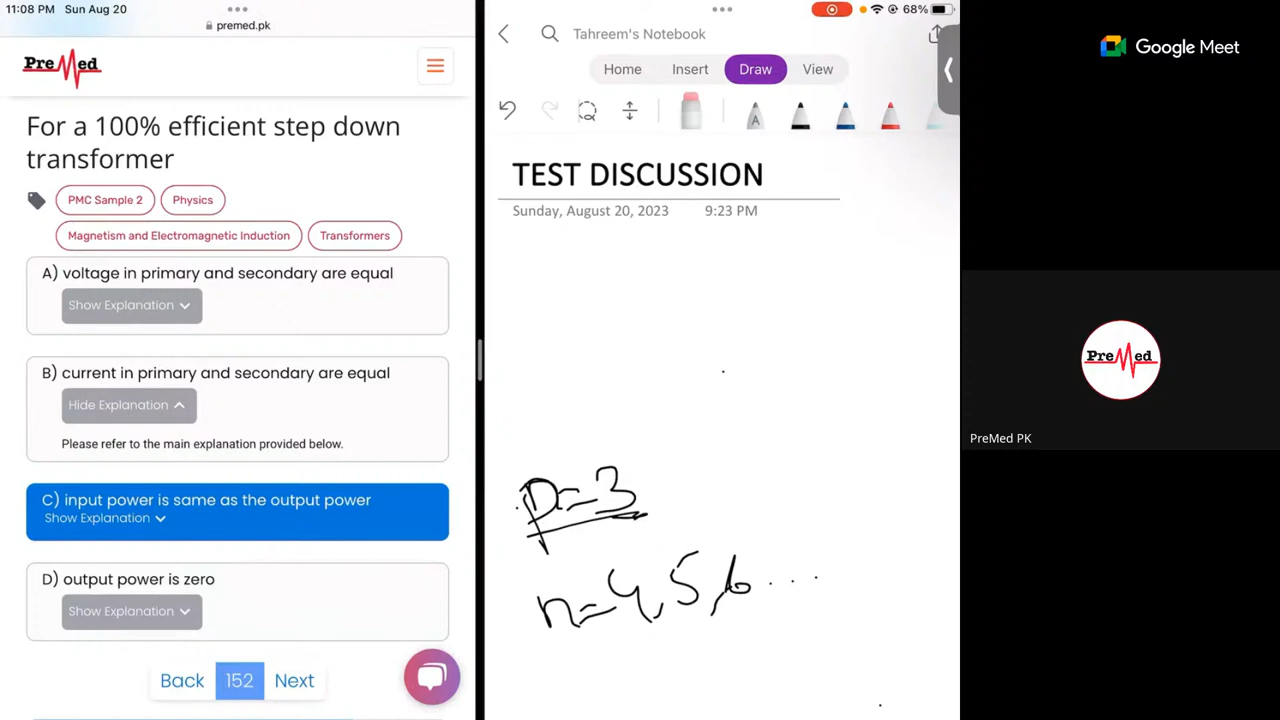 11:08 PM Sun Aug 20
premed.pk
PreMed
For a 100% efficient step down
transformer
PMC Sample 2
Physics
Magnetism and Electromagnetic Induction
Transformers
A) voltage in primary and secondary are equal
Show Explanation
B) current in primary and secondary are equal
Hide Explanation
Please refer to the main explanation provided below.
C) input power is same as the output power
Show Explanation
D) output power is zero
Show Explanation
Back 152 Next
68%
Tahreem's Notebook
Home Insert Draw View
A
TEST DISCUSSION
Sunday, August 20, 2023 9:23 PM
p=3
n=4,5,6...
Google Meet
PreMed
PreMed PK